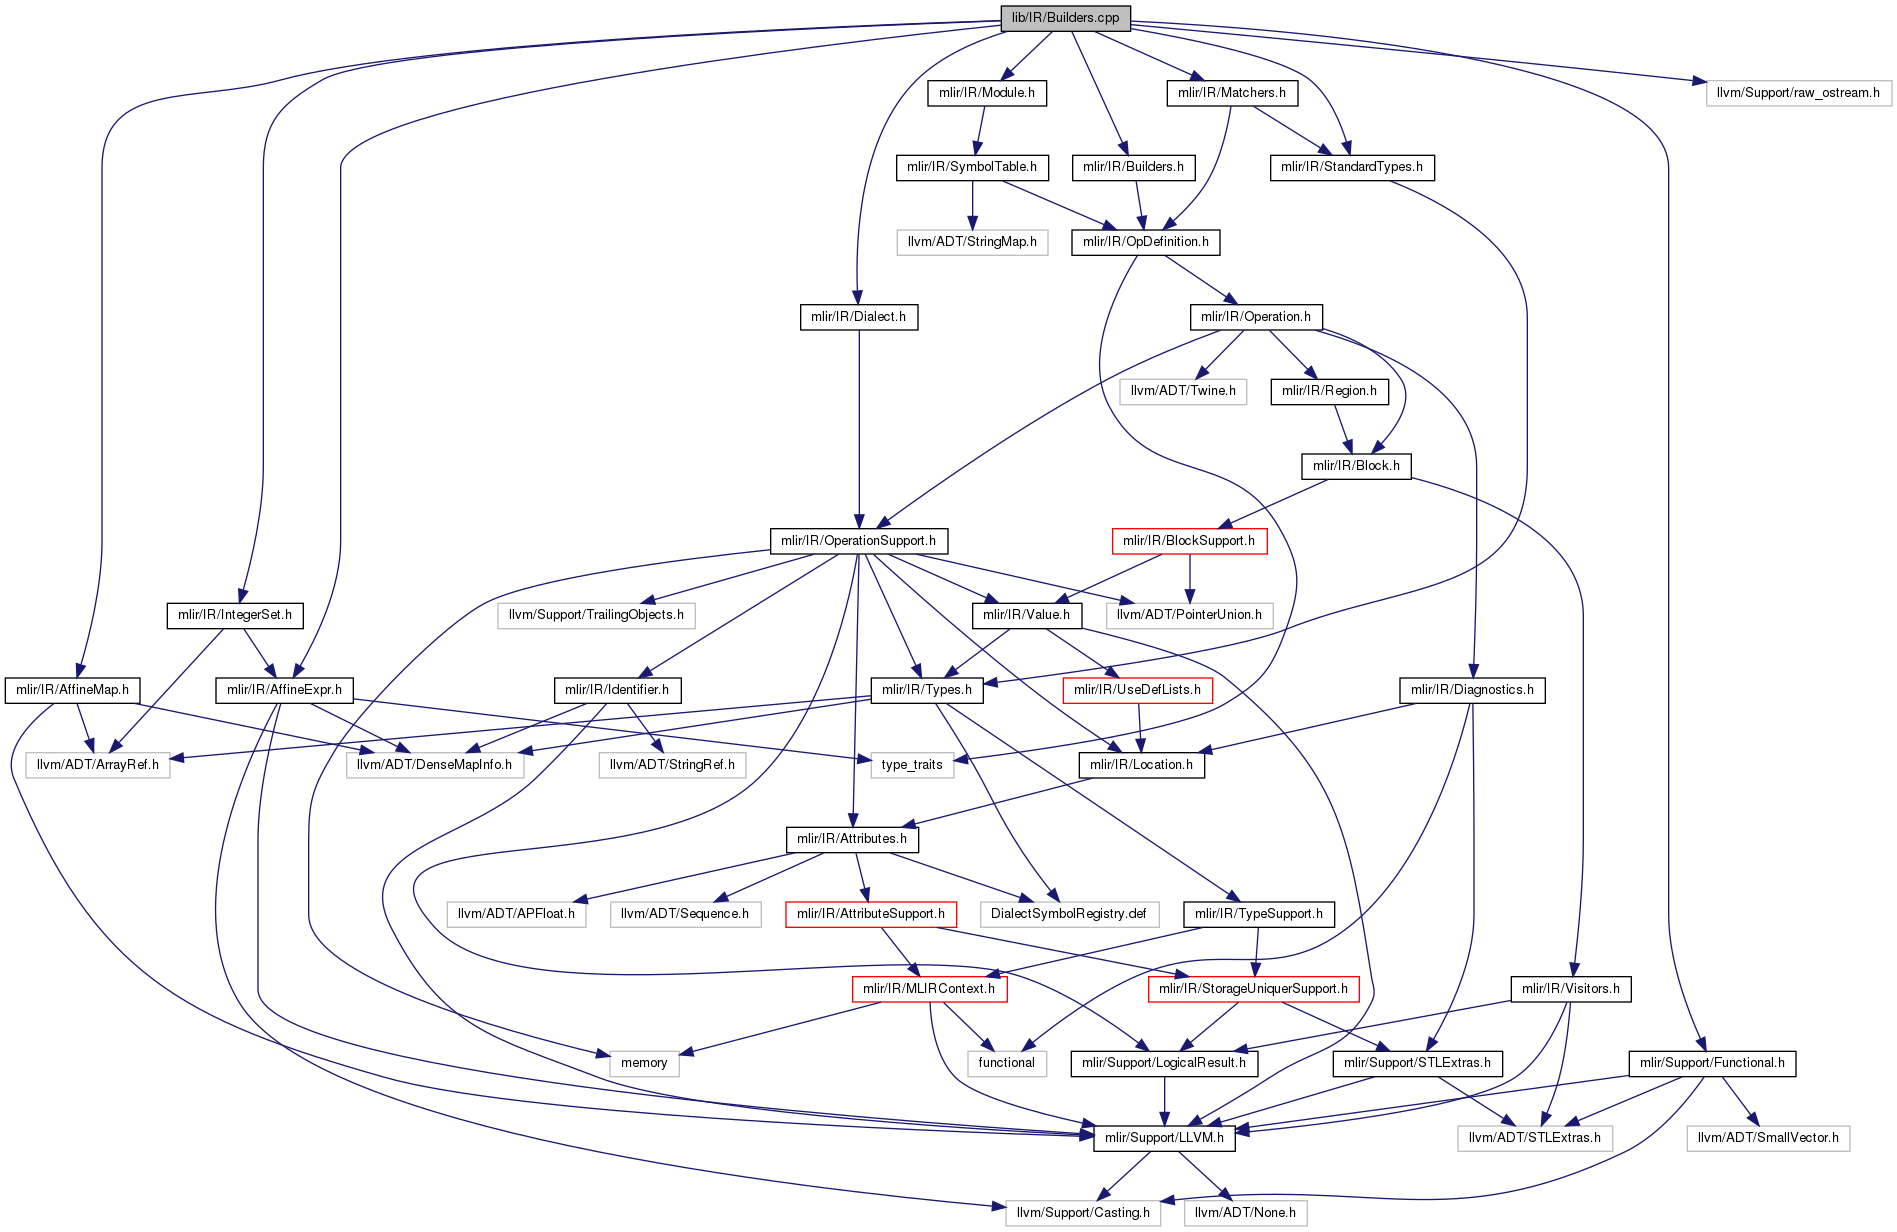 lib/IR/Builders.cpp
mlir/IR/Module.h
mlir/IR/Matchers.h
llvm/Support/raw_ostream.h
mlir/IR/SymbolTable.h
mlir/IR/Builders.h
mlir/IR/StandardTypes.h
llvm/ADT/StringMap.h
mlir/IR/OpDefinition.h
mlir/IR/Dialect.h
mlir/IR/Operation.h
llvm/ADT/Twine.h
mlir/IR/Region.h
mlir/IR/Block.h
mlir/IR/OperationSupport.h
mlir/IR/BlockSupport.h
mlir/IR/IntegerSet.h
llvm/Support/TrailingObjects.h
mlir/IR/Value.h
llvm/ADT/PointerUnion.h
mlir/IR/AffineMap.h
mlir/IR/AffineExpr.h
mlir/IR/Identifier.h
mlir/IR/Types.h
mlir/IR/UseDefLists.h
mlir/IR/Diagnostics.h
llvm/ADT/ArrayRef.h
llvm/ADT/DenseMapInfo.h
llvm/ADT/StringRef.h
type_traits
mlir/IR/Location.h
mlir/IR/Attributes.h
llvm/ADT/APFloat.h
llvm/ADT/Sequence.h
mlir/IR/AttributeSupport.h
DialectSymbolRegistry.def
mlir/IR/TypeSupport.h
mlir/IR/MLIRContext.h
mlir/IR/StorageUniquerSupport.h
mlir/IR/Visitors.h
memory
functional
mlir/Support/LogicalResult.h
mlir/Support/STLExtras.h
mlir/Support/Functional.h
mlir/Support/LLVM.h
llvm/ADT/STLExtras.h
llvm/ADT/SmallVector.h
llvm/Support/Casting.h
llvm/ADT/None.h